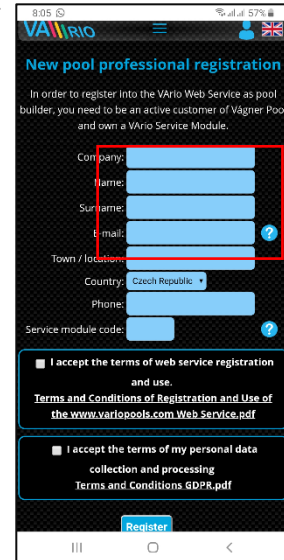 8:05 57%
VArio
New pool professional registration
In order to register into the VArio Web Service as pool
builder, you need to be an active customer of Vágner Poo
and own a VArio Service Module.
Company:
Name:
Surname:
E-mail: ?
Town / location:
Country: Czech Republic
Phone:
Service module code: ?
I accept the terms of web service registration
and use.
Terms and Conditions of Registration and Use of
the www.variopools.com Web Service.pdf
I accept the terms of my personal data
collection and processing
Terms and Conditions GDPR.pdf
Register